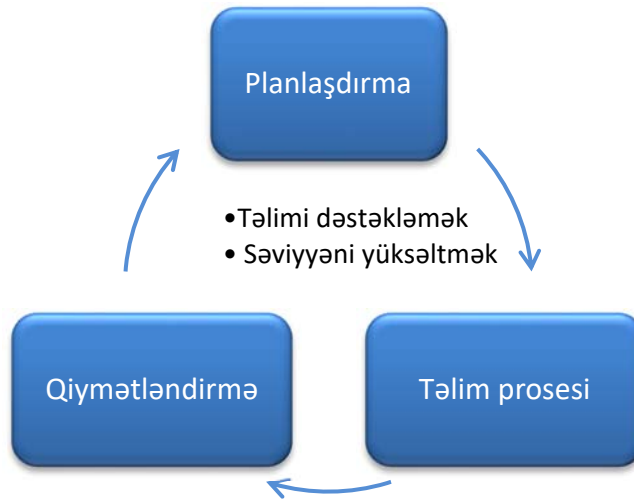 Planlaşdırma
•Təlimi dəstəkləmək
• Səviyyəni yüksəltmək
Qiymətləndirmə
Təlim prosesi